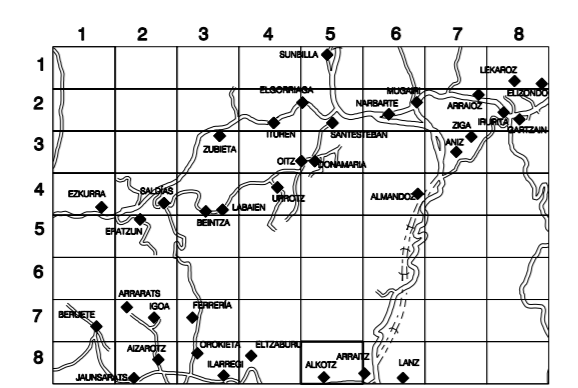 1 2 3 4 5 6 7 8
1
SUNBILLA
LEKAROZ
ELIZONDO
2
ELGORRIAGA
MUGAIRI
NARBARTE
ARRAIOZ
IRURITA
GARTZAIN
ITUREN
SANTESTEBAN
ZIGA
3
ZUBIETA
ANIZ
OITZ
DONAMARIA
4
EZKURRA
SALDIAS
URROTZ
ALMANDOZ
LABAIEN
BEINTZA
5
ERATZUN
6
ARRARATS
7
BERUETE
IGOA
FERRERÍA
8
AIZAROTZ
OROKIETA
ELTZABURU
ARRAITZ
ILARREGI
ALKOTZ
LANZ
JAUNSARATS